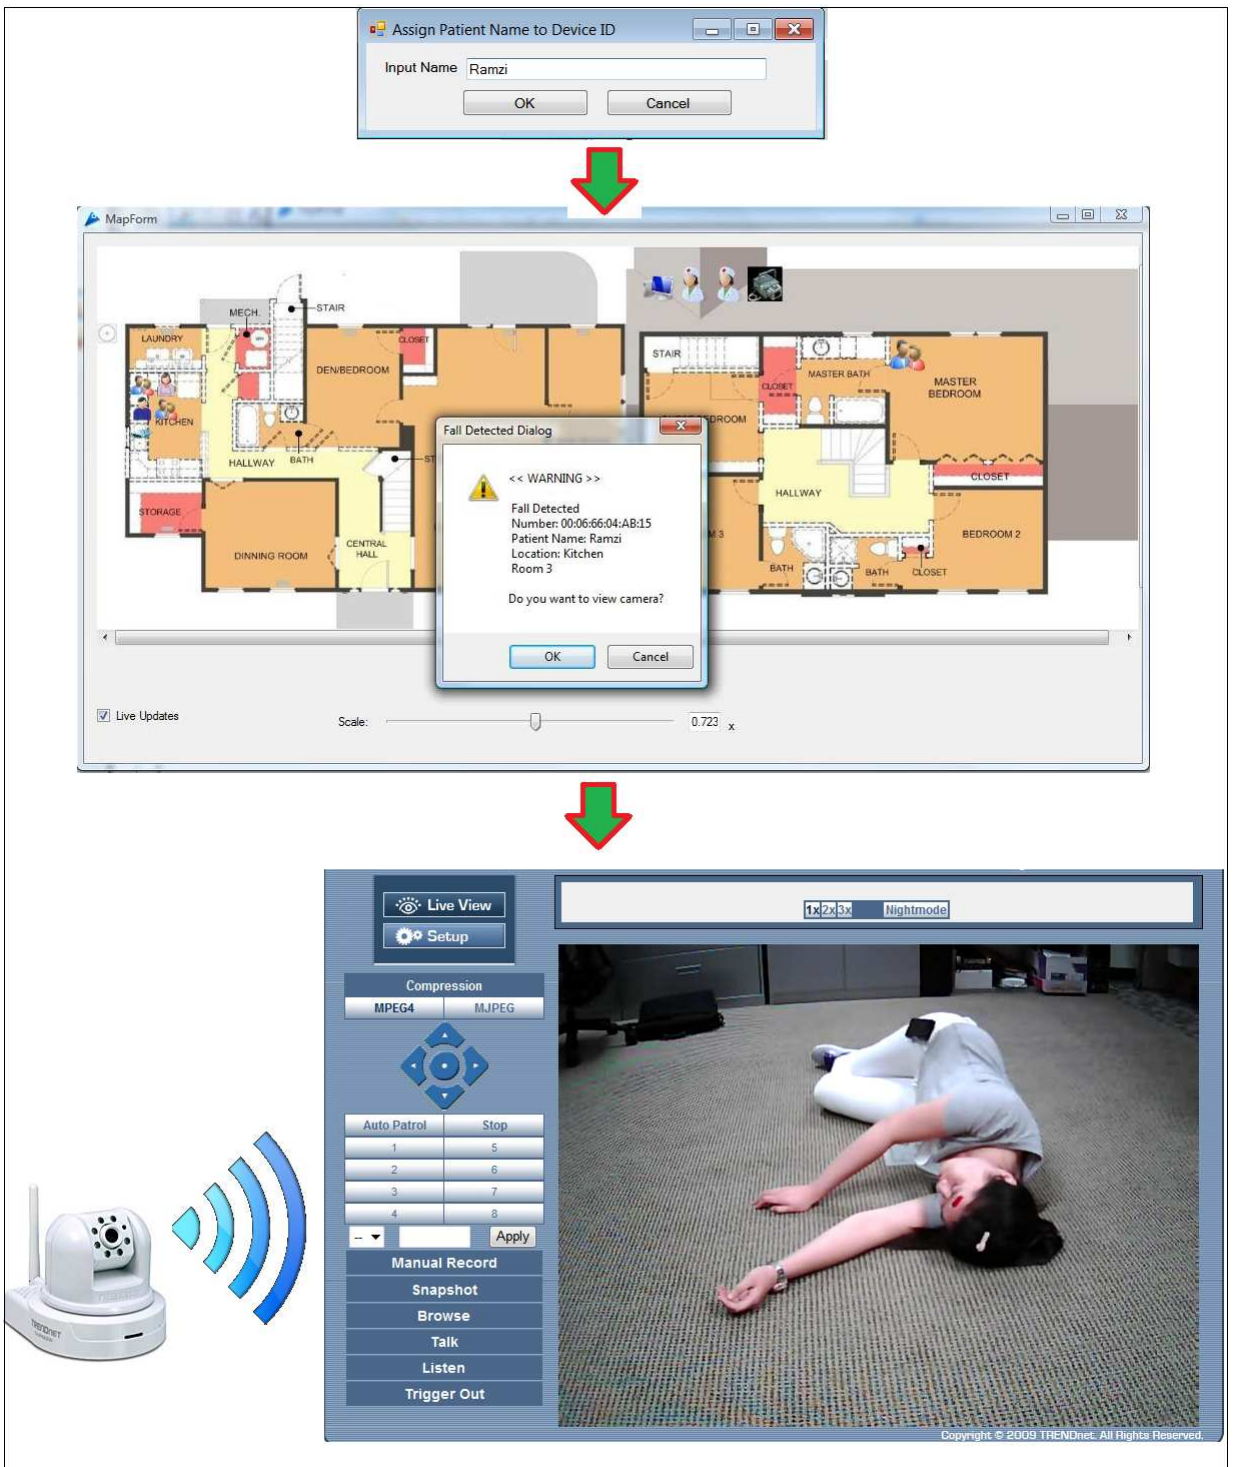 Assign Patient Name to Device ID
Input Name Ramzi
OK Cancel
MapForm
MECH.
STAIR
LAUNDRY
CLOSET
DEN/BEDROOM
KITCHEN
HALLWAY
BATH
STORAGE
DINNING ROOM
CENTRAL
HALL
STAIR
CLOSET
MASTER BATH
MASTER
BEDROOM
BEDROOM
CLOSET
HALLWAY
BEDROOM 2
BATH
BATH
CLOSET
Fall Detected Dialog
<< WARNING >>
Fall Detected
Number: 00:06:66:04:AB:15
Patient Name: Ramzi
Location: Kitchen
Room 3
Do you want to view camera?
OK Cancel
Live Updates
Scale: 0.723 x
Live View
Setup
1x 2x 3x Nightmode
Compression
MPEG4 MJPEG
Auto Patrol Stop
1 5
2 6
3 7
4 8
-- Apply
Manual Record
Snapshot
Browse
Talk
Listen
Trigger Out
TRENDnet
Copyright © 2009 TRENDnet. All Rights Reserved.